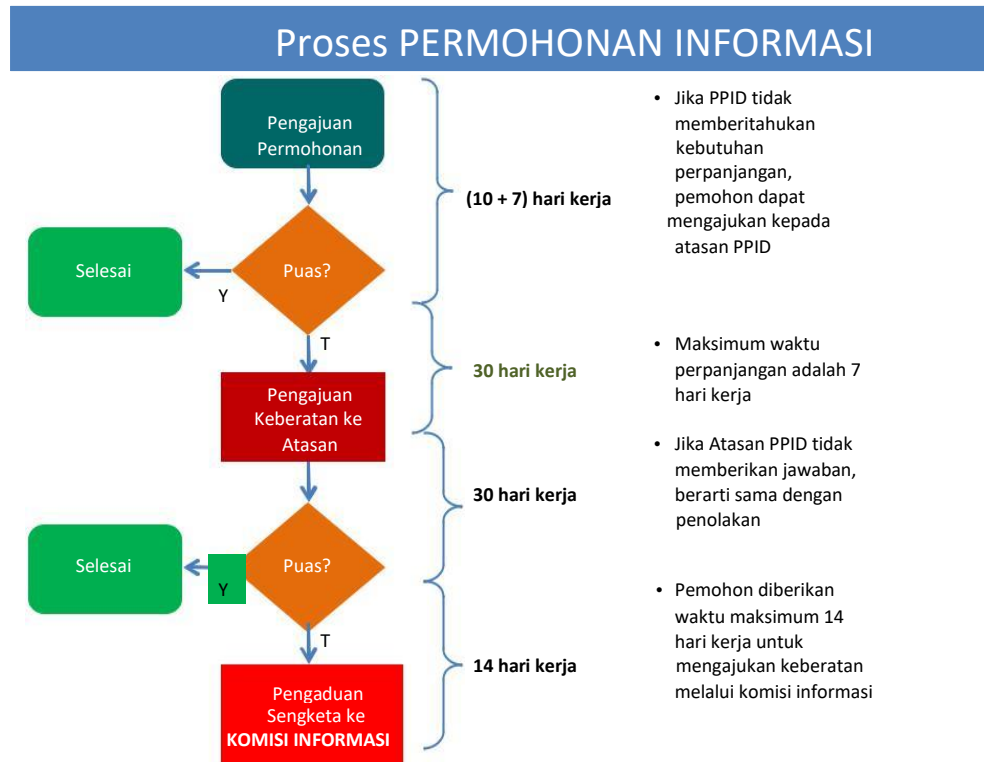 Proses PERMOHONAN INFORMASI
Pengajuan
Permohonan
(10 + 7) hari kerja
• Jika PPID tidak
memberitahukan
kebutuhan
perpanjangan,
pemohon dapat
mengajukan kepada
atasan PPID
Selesai
Puas?
Y
T
30 hari kerja
• Maksimum waktu
perpanjangan adalah 7
hari kerja
Pengajuan
Keberatan ke
Atasan
30 hari kerja
• Jika Atasan PPID tidak
memberikan jawaban,
berarti sama dengan
penolakan
Selesai
Puas?
Y
T
14 hari kerja
• Pemohon diberikan
waktu maksimum 14
hari kerja untuk
mengajukan keberatan
melalui komisi informasi
Pengaduan
Sengketa ke
KOMISI INFORMASI